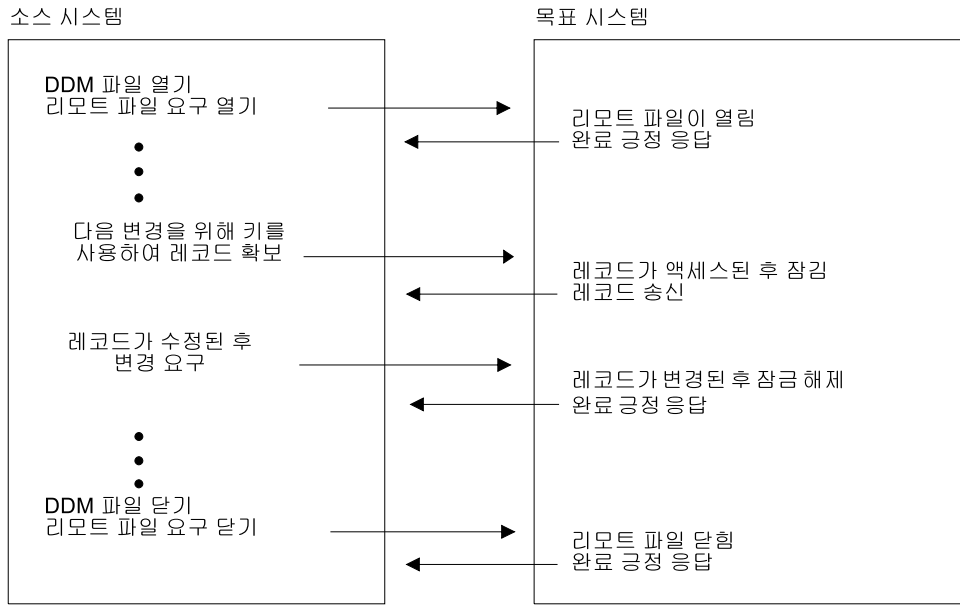 소스 시스템
목표 시스템
DDM 파일 열기
리모트 파일 요구 열기
리모트 파일이 열림
완료 긍정 응답
다음 변경을 위해 키를
사용하여 레코드 확보
레코드가 액세스된 후 잠김
레코드 송신
레코드가 수정된 후
변경 요구
레코드가 변경된 후 잠금 해제
완료 긍정 응답
DDM 파일 닫기
리모트 파일 요구 닫기
리모트 파일 닫힘
완료 긍정 응답